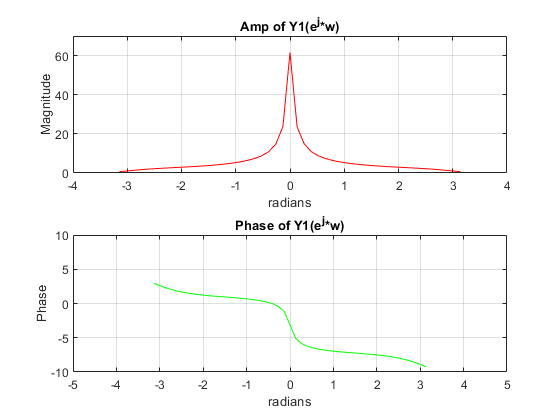 Amp of Y1(e^j*w)
60
40
20
0
Magnitude
-4 -3 -2 -1 0 1 2 3 4
radians
Phase of Y1(e^j*w)
10
5
0
-5
-10
Phase
-5 -4 -3 -2 -1 0 1 2 3 4 5
radians